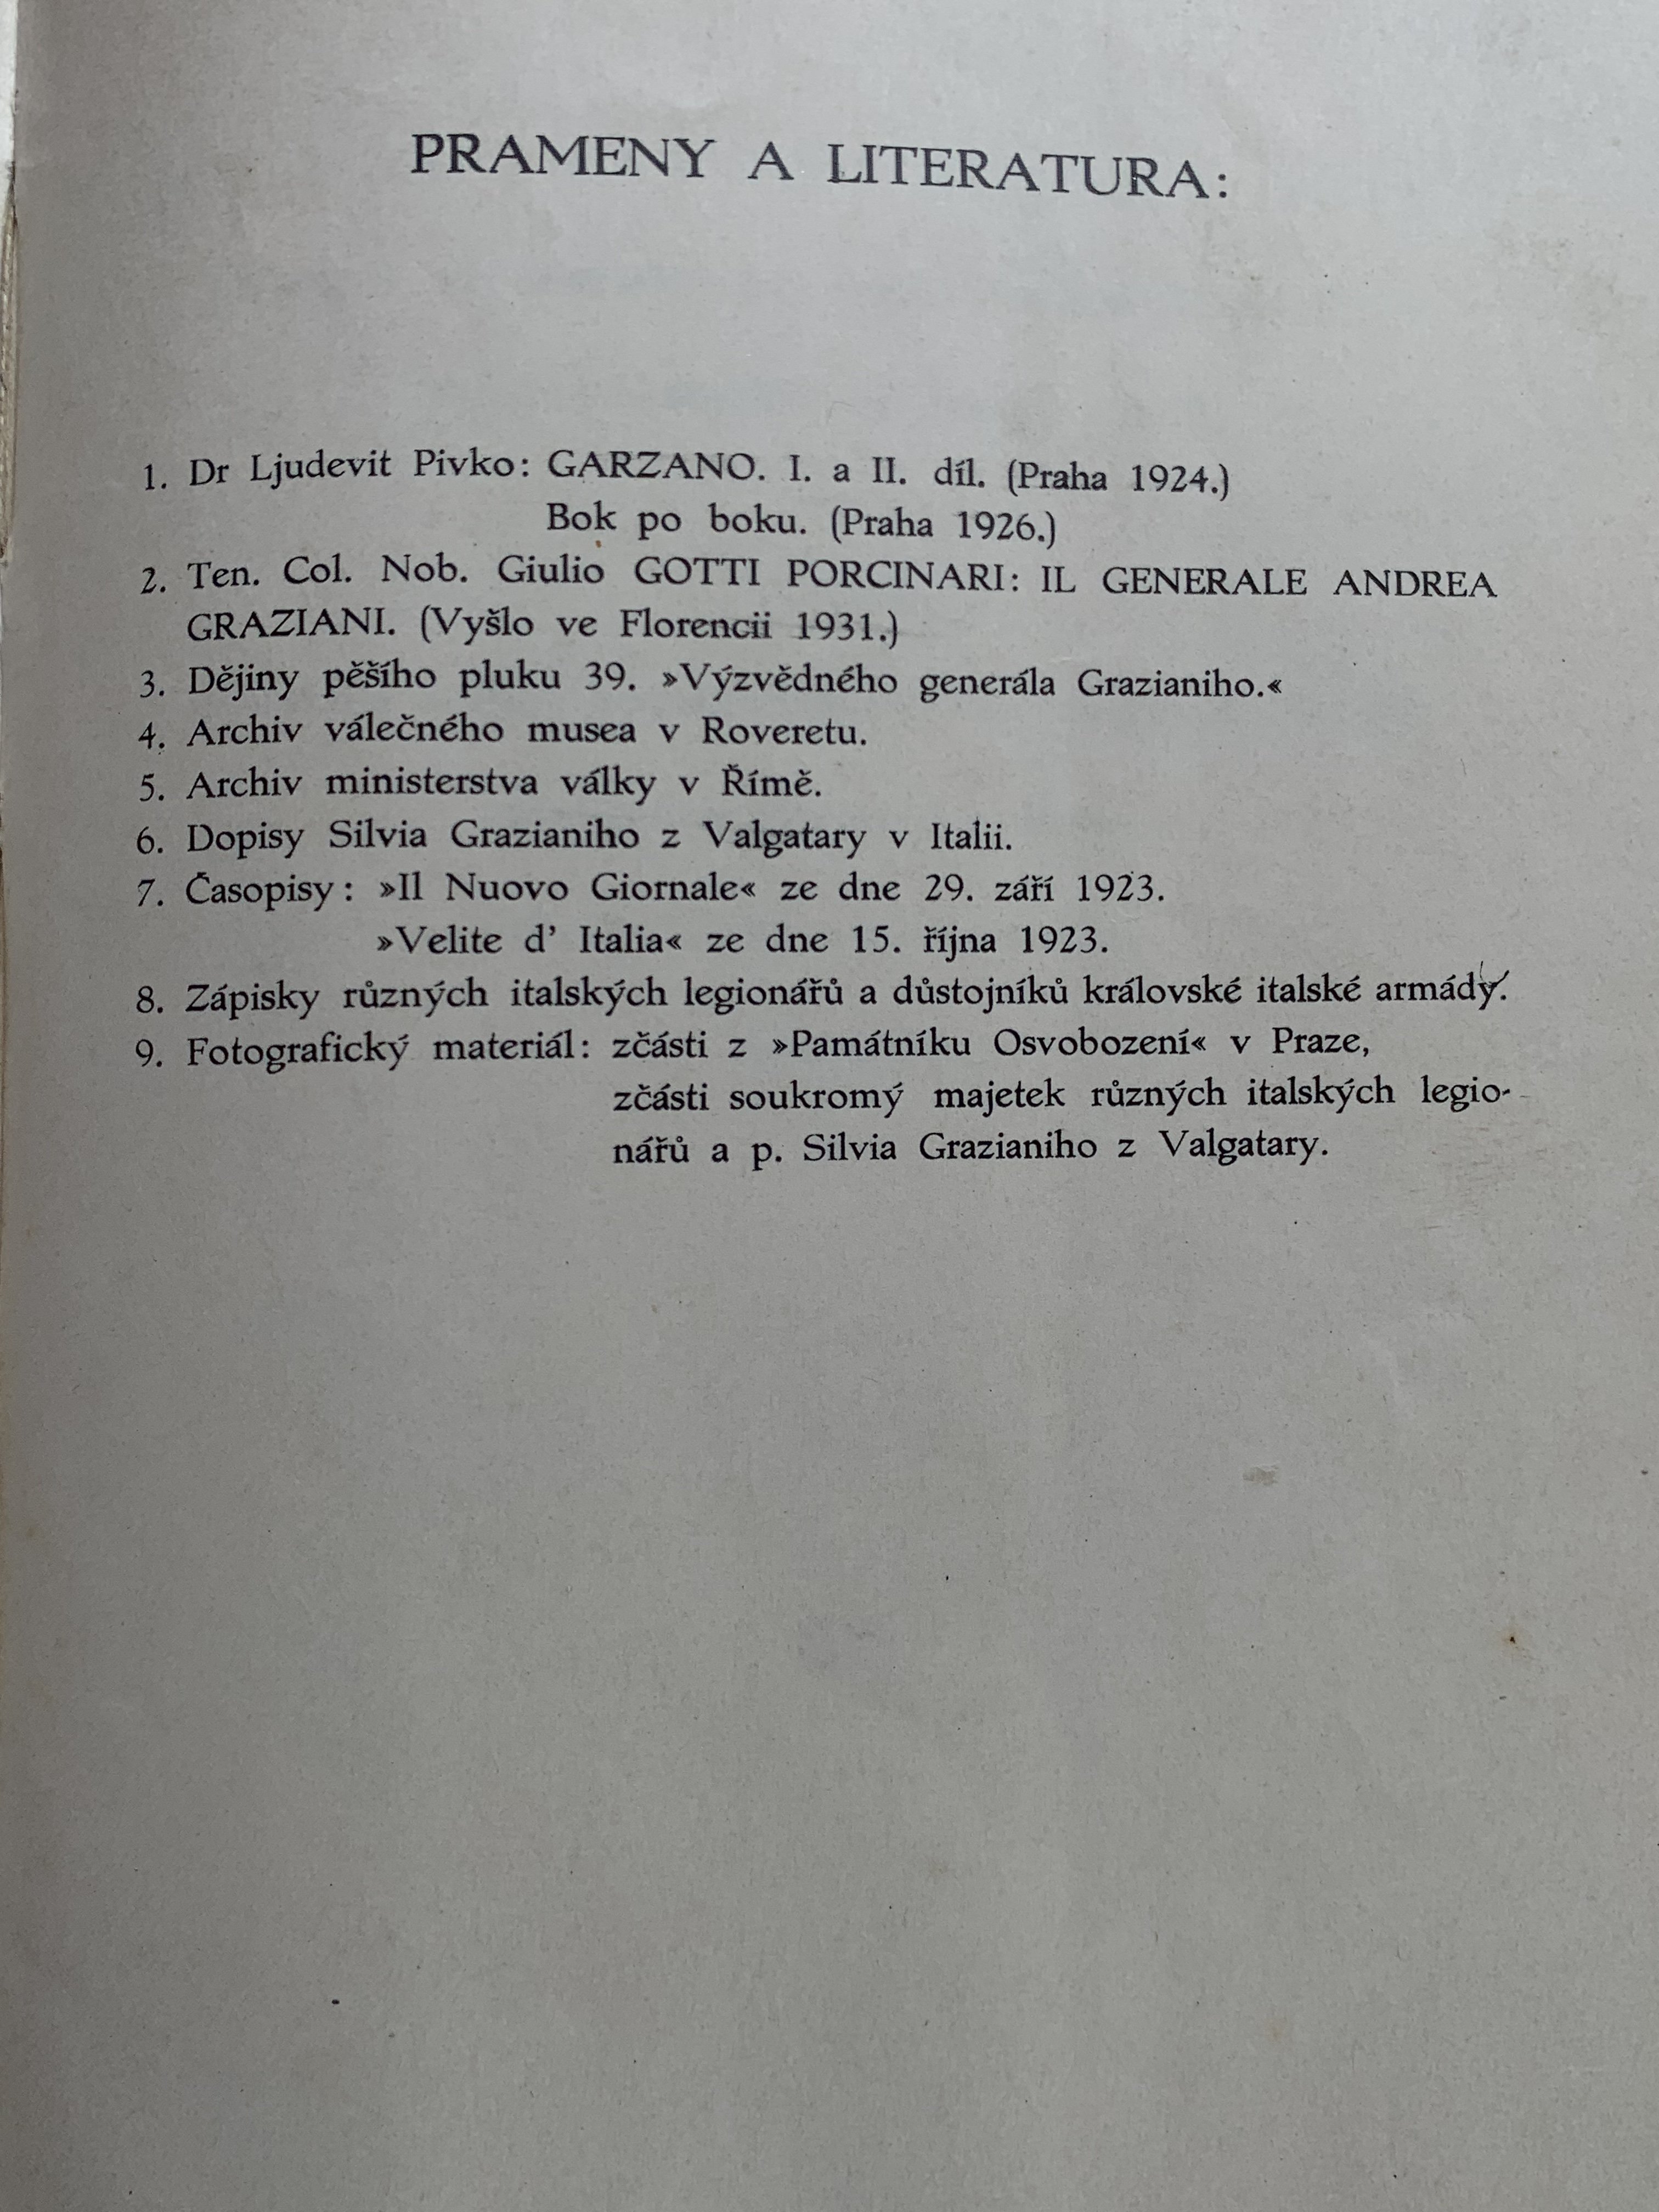 PRAMENY A LITERATURA:
1. Dr Ljudevit Pivko: GARZANO. I. a II. díl. (Praha 1924.)
Bok po boku. (Praha 1926.)
2. Ten. Col. Nob. Giulio GOTTI PORCINARI: IL GENERALE ANDREA
GRAZIANI. (Vyšlo ve Florencii 1931.)
3. Dějiny pěšího pluku 39. »Výzvědného generála Grazianiho.«
4. Archiv válečného musea v Roveretu.
5. Archiv ministerstva války v Římě.
6. Dopisy Silvia Grazianiho z Valgatary v Italii.
7. Časopisy: »Il Nuovo Giornale« ze dne 29. září 1923.
»Velite d’ Italia« ze dne 15. října 1923.
8. Zápisky různých italských legionářů a důstojníků královské italské armády.
9. Fotografický materiál: zčásti z »Památníku Osvobození« v Praze,
zčásti soukromý majetek různých italských legio-
nářů a p. Silvia Grazianiho z Valgatary.